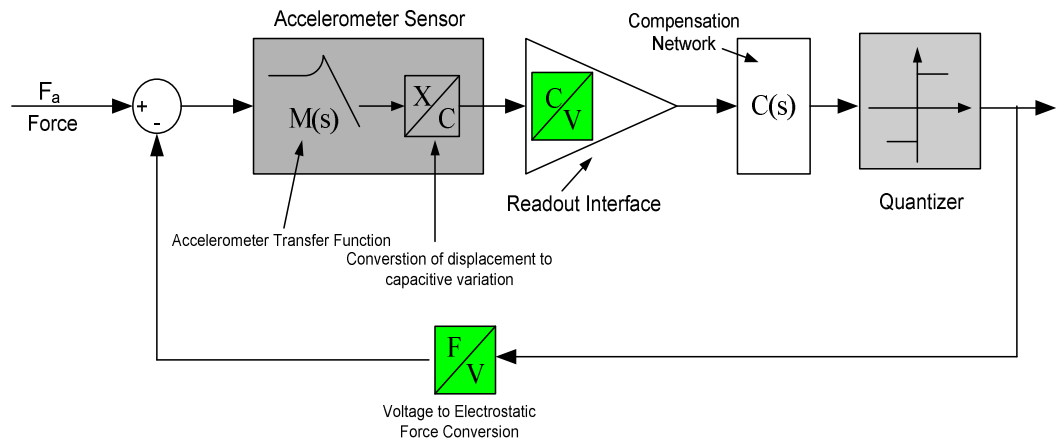 Accelerometer Sensor
Compensation
Network
Fa
Force
+
-
M(s)
X
C
C
V
C(s)
Readout Interface
Quantizer
Accelerometer Transfer Function
Converstion of displacement to
capacitive variation
F
V
Voltage to Electrostatic
Force Conversion